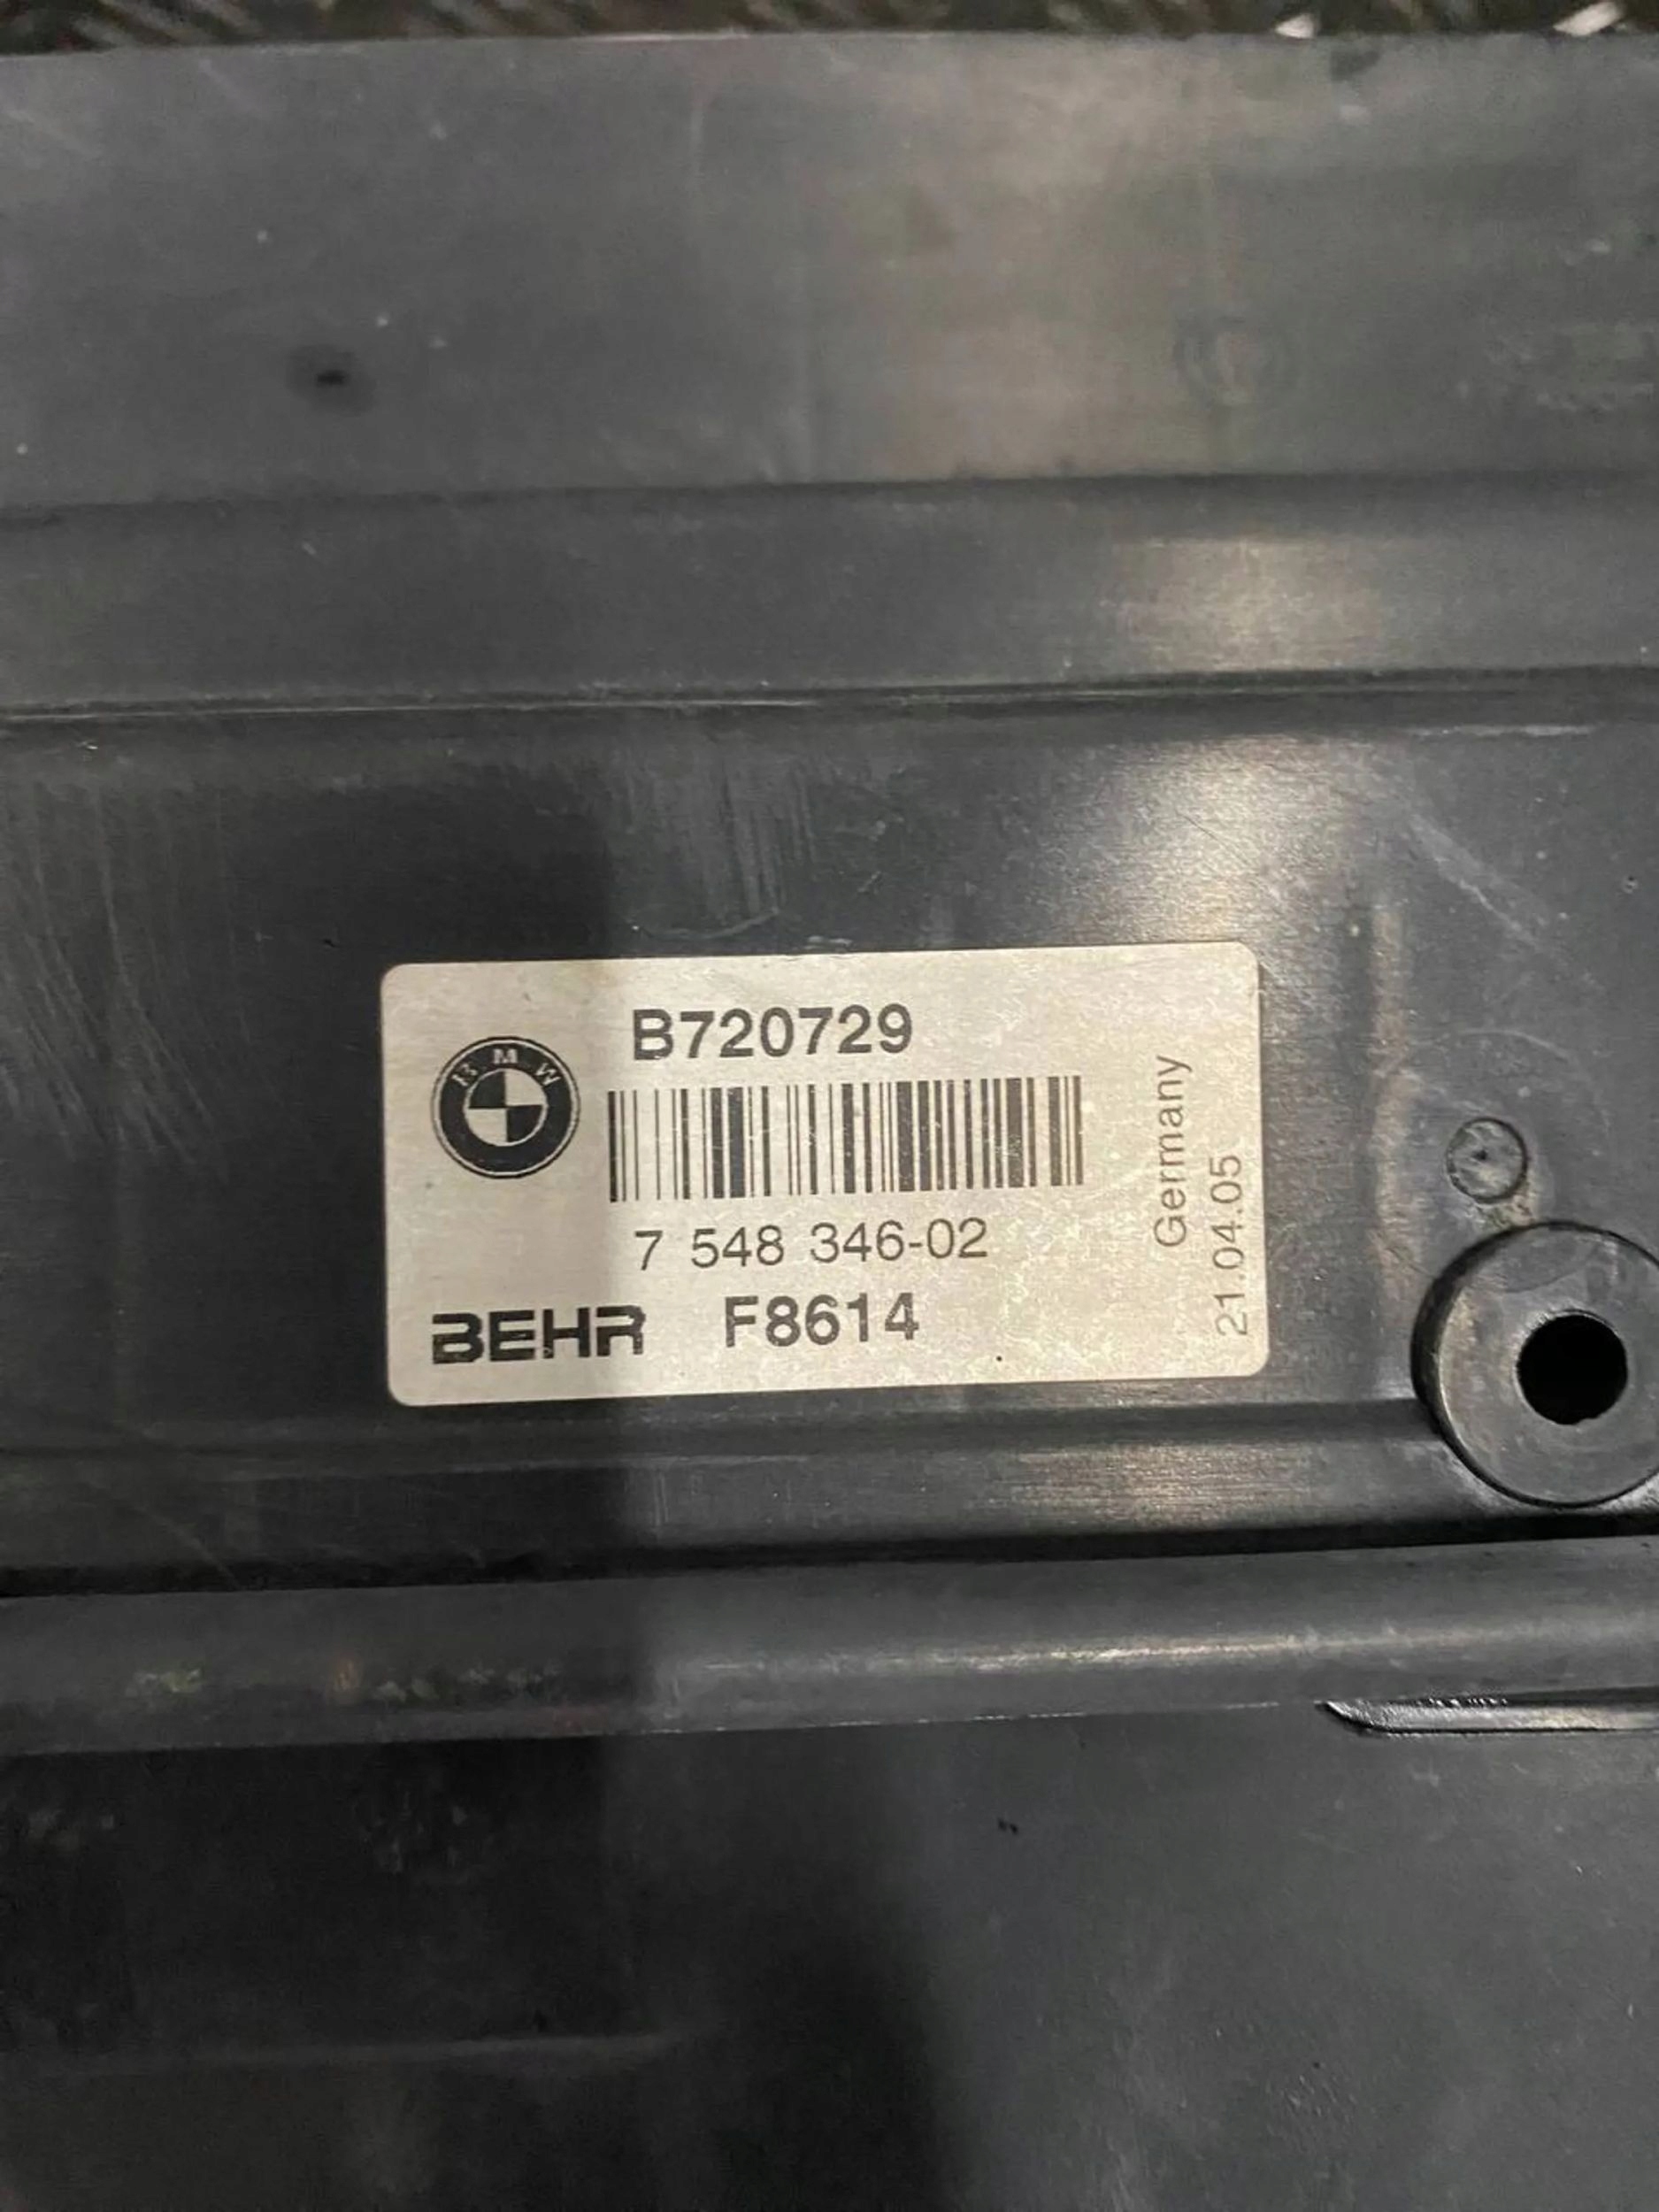 B720729
BMW
7 548 346-02
BEHR F8614
Germany
21.04.05